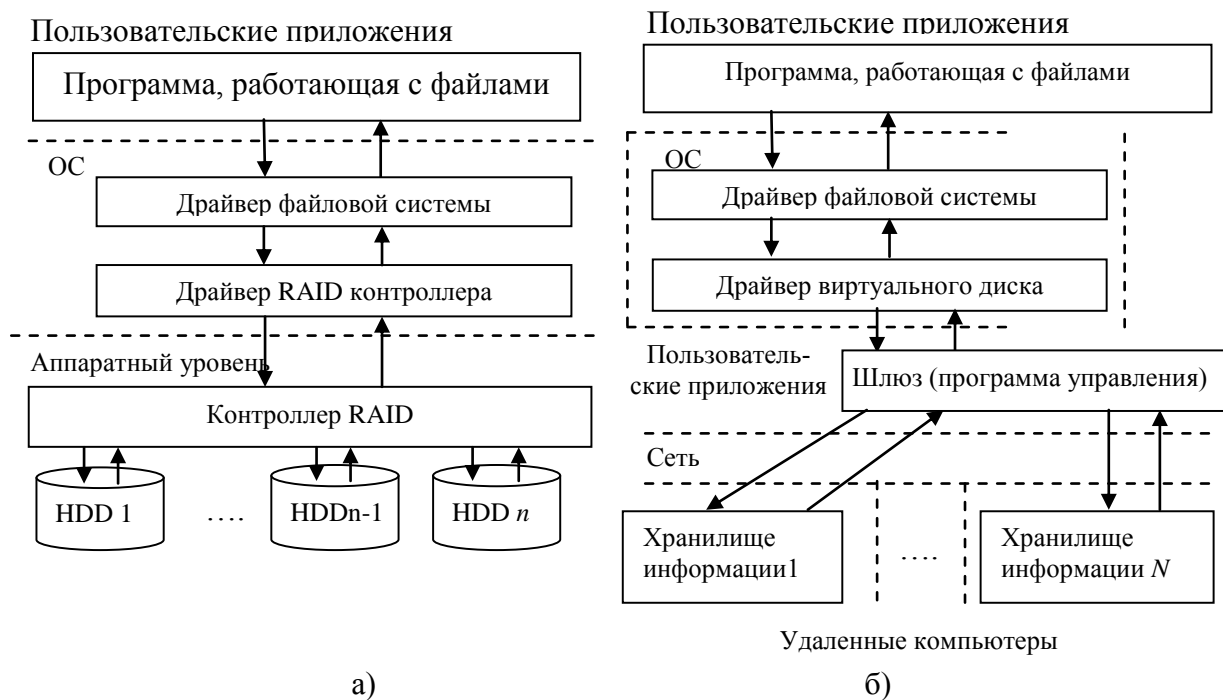 Пользовательские приложения
Программа, работающая с файлами
ОС
Драйвер файловой системы
Драйвер RAID контроллера
Аппаратный уровень
Контроллер RAID
HDD 1
....
HDDn-1
HDD n
а)
Пользовательские приложения
Программа, работающая с файлами
ОС
Драйвер файловой системы
Драйвер виртуального диска
Пользователь-
ские приложения
Шлюз (программа управления)
Сеть
Хранилище
информации1
....
Хранилище
информации N
Удаленные компьютеры
б)